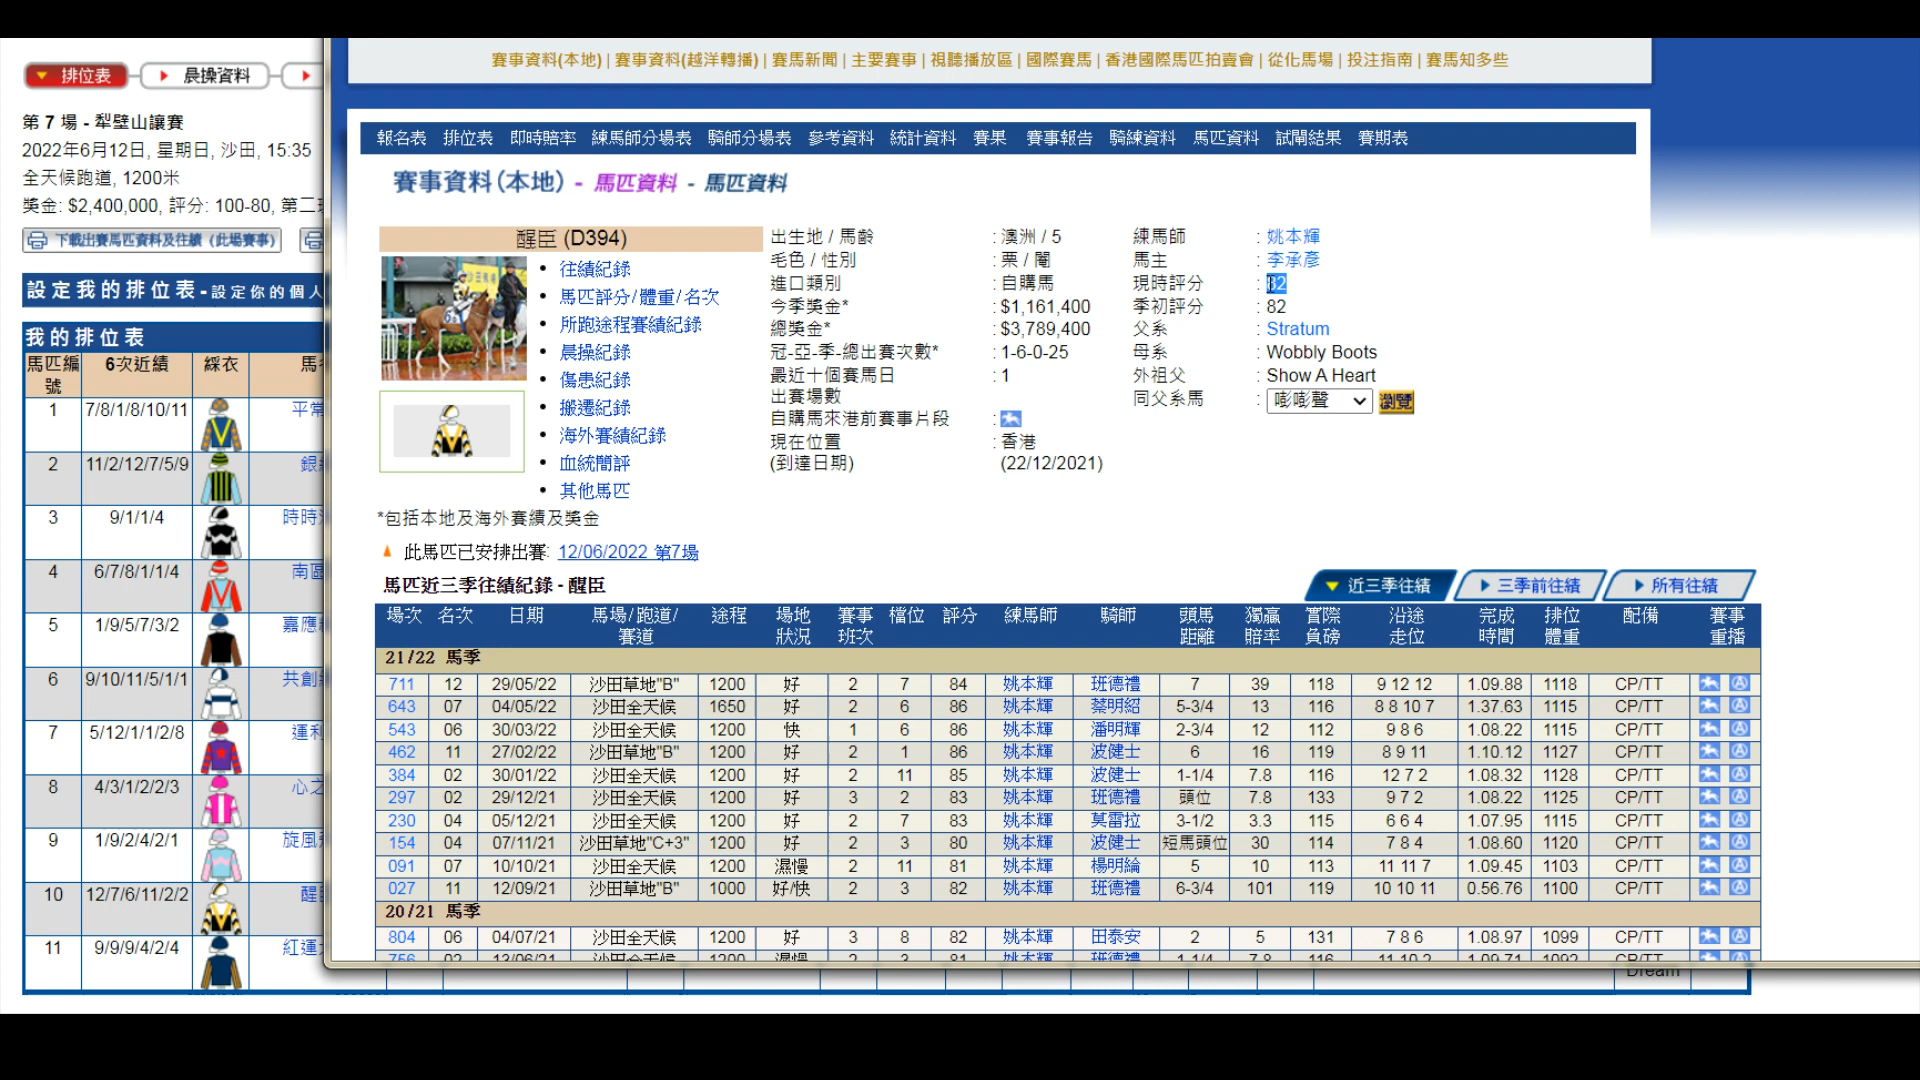 賽事資料(本地) | 賽事資料(越洋轉播) | 賽馬新聞 | 主要賽事 | 視聽播放區 | 國際賽馬 | 香港國際馬匹拍賣會 | 從化馬場 | 投注指南 | 賽馬知多些
排位表 晨操資料
第 7 場 - 犁壁山讓賽
2022年6月12日, 星期日, 沙田, 15:35
全天候跑道, 1200米
獎金: $2,400,000, 評分: 100-80, 第二
下載出賽馬匹資料及往績 (此場賽事)
設定我的排位表-設定你的個人
我的排位表
馬匹編號 6次近績 綵衣 馬
1 7/8/1/8/10/11 平常
2 11/2/12/7/5/9 銀
3 9/1/1/4 時時
4 6/7/8/1/1/4 南區
5 1/9/5/7/3/2 嘉應
6 9/10/11/5/1/1 共創
7 5/12/1/1/2/8 運利
8 4/3/1/2/2/3 心之
9 1/9/2/4/2/1 旋風
10 12/7/6/11/2/2 醒
11 9/9/9/4/2/4 紅運
報名表 排位表 即時賠率 練馬師分場表 騎師分場表 參考資料 統計資料 賽果 賽事報告 騎練資料 馬匹資料 試閘結果 賽期表
賽事資料(本地) - 馬匹資料 - 馬匹資料
醒臣 (D394)
• 往績紀錄
• 馬匹評分/體重/名次
• 所跑途程賽績紀錄
• 晨操紀錄
• 傷患紀錄
• 搬遷紀錄
• 海外賽績紀錄
• 血統簡評
• 其他馬匹
出生地 / 馬齡 : 澳洲 / 5
毛色 / 性別 : 栗 / 閹
進口類別 : 自購馬
今季獎金* : $1,161,400
總獎金* : $3,789,400
冠-亞-季-總出賽次數* : 1-6-0-25
最近十個賽馬日 : 1
出賽場數
自購馬來港前賽事片段 :
現在位置 : 香港
(到達日期) (22/12/2021)
練馬師 : 姚本輝
馬主 : 李承彥
現時評分 : 82
季初評分 : 82
父系 : Stratum
母系 : Wobbly Boots
外祖父 : Show A Heart
同父系馬 : 嘭嘭聲 瀏覽
*包括本地及海外賽績及獎金
此馬匹已安排出賽: 12/06/2022 第7場
馬匹近三季往績紀錄 - 醒臣
近三季往績 三季前往績 所有往績
場次 名次 日期 馬場/跑道/賽道 途程 場地狀況 賽事班次 檔位 評分 練馬師 騎師 頭馬距離 獨贏賠率 實際負磅 沿途走位 完成時間 排位體重 配備 賽事重播
21/22 馬季
711 12 29/05/22 沙田草地"B" 1200 好 2 7 84 姚本輝 班德禮 7 39 118 9 12 12 1.09.88 1118 CP/TT
643 07 04/05/22 沙田全天候 1650 好 2 6 86 姚本輝 蔡明紹 5-3/4 13 116 8 8 10 7 1.37.63 1115 CP/TT
543 06 30/03/22 沙田全天候 1200 快 1 6 86 姚本輝 潘明輝 2-3/4 12 112 9 8 6 1.08.22 1115 CP/TT
462 11 27/02/22 沙田草地"B" 1200 好 2 1 86 姚本輝 波健士 6 16 119 8 9 11 1.10.12 1127 CP/TT
384 02 30/01/22 沙田全天候 1200 好 2 11 85 姚本輝 波健士 1-1/4 7.8 116 12 7 2 1.08.32 1128 CP/TT
297 02 29/12/21 沙田全天候 1200 好 3 2 83 姚本輝 班德禮 頭位 7.8 133 9 7 2 1.08.22 1125 CP/TT
230 04 05/12/21 沙田全天候 1200 好 2 7 83 姚本輝 莫雷拉 3-1/2 3.3 115 6 6 4 1.07.95 1115 CP/TT
154 04 07/11/21 沙田草地"C+3" 1200 好 2 3 80 姚本輝 波健士 短馬頭位 30 114 7 8 4 1.08.60 1120 CP/TT
091 07 10/10/21 沙田全天候 1200 濕慢 2 11 81 姚本輝 楊明綸 5 10 113 11 11 7 1.09.45 1103 CP/TT
027 11 12/09/21 沙田草地"B" 1000 好/快 2 3 82 姚本輝 班德禮 6-3/4 101 119 10 10 11 0.56.76 1100 CP/TT
20/21 馬季
804 06 04/07/21 沙田全天候 1200 好 3 8 82 姚本輝 田泰安 2 5 131 7 8 6 1.08.97 1099 CP/TT
756 02 13/06/21 沙田全天候 1200 濕慢 2 3 81 姚本輝 班德禮 1-1/4 7.8 116 11 10 2 1.09.71 1092 CP/TT
Dream